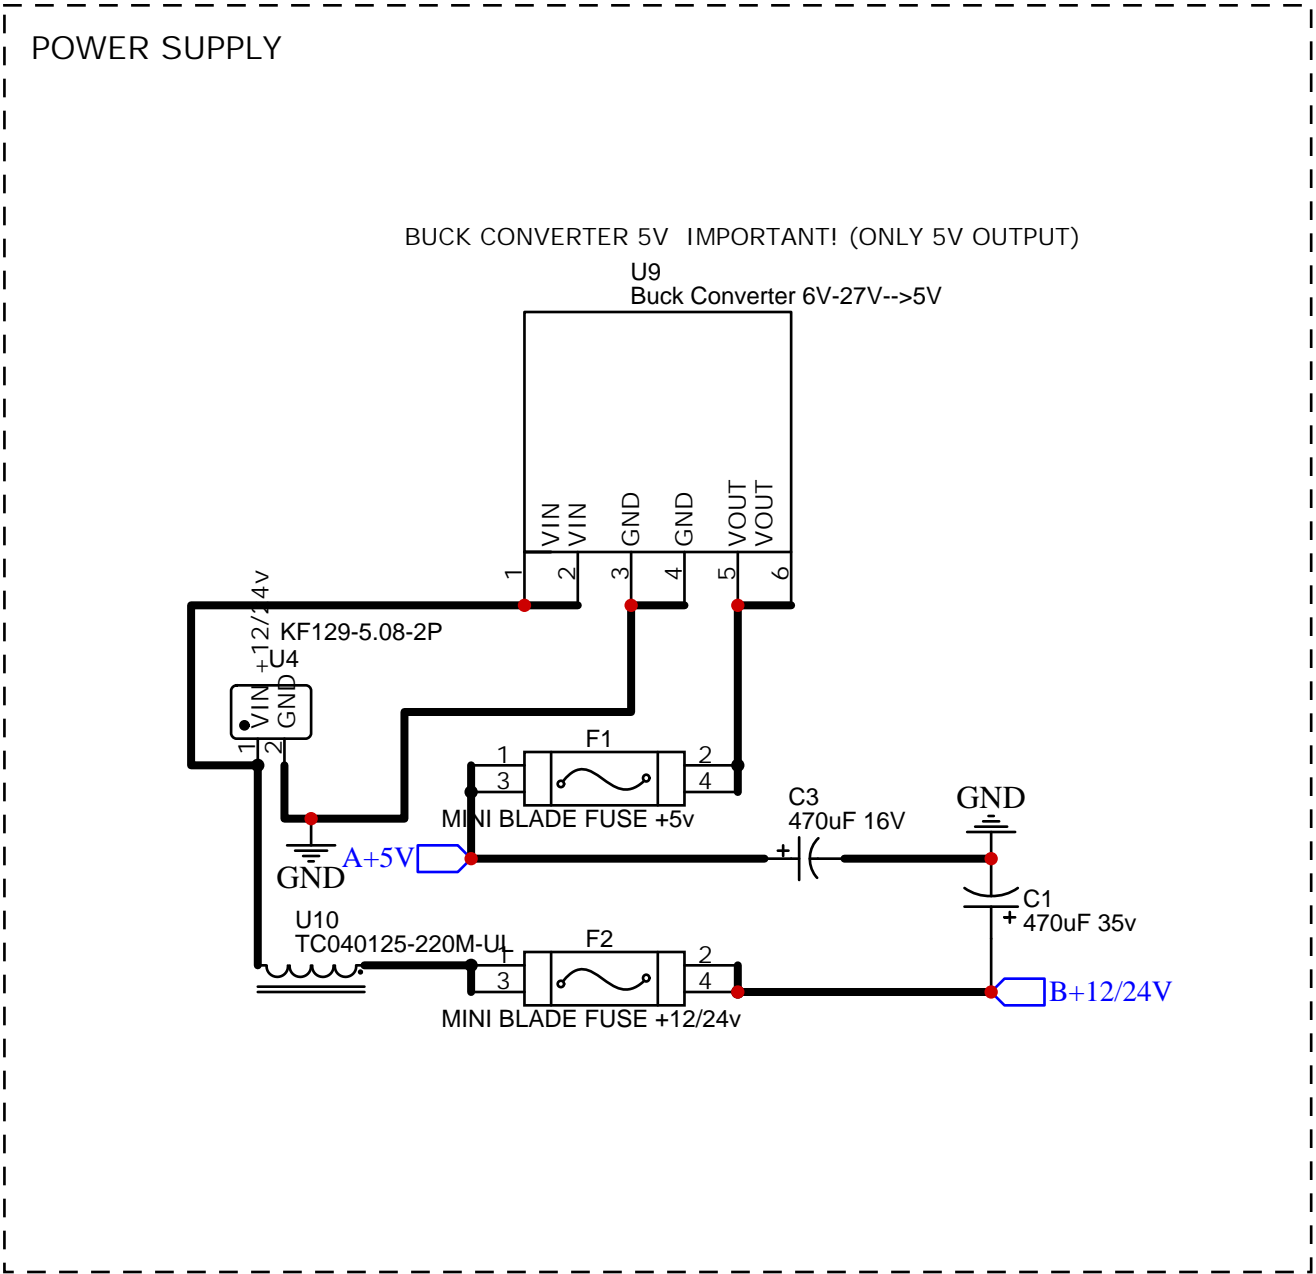 POWER SUPPLY
BUCK CONVERTER 5V  IMPORTANT! (ONLY 5V OUTPUT)
U9
Buck Converter 6V-27V-->5V
VIN
VIN
GND
GND
VOUT
VOUT
1
2
3
4
5
6
KF129-5.08-2P
U4
VIN +12/24v
GND
1
2
F1
1
3
2
4
MINI BLADE FUSE +5v
C3
470uF 16V
+
GND
A+5V
GND
C1
+
470uF 35v
U10
TC040125-220M-UL
F2
1
3
2
4
MINI BLADE FUSE +12/24v
B+12/24V